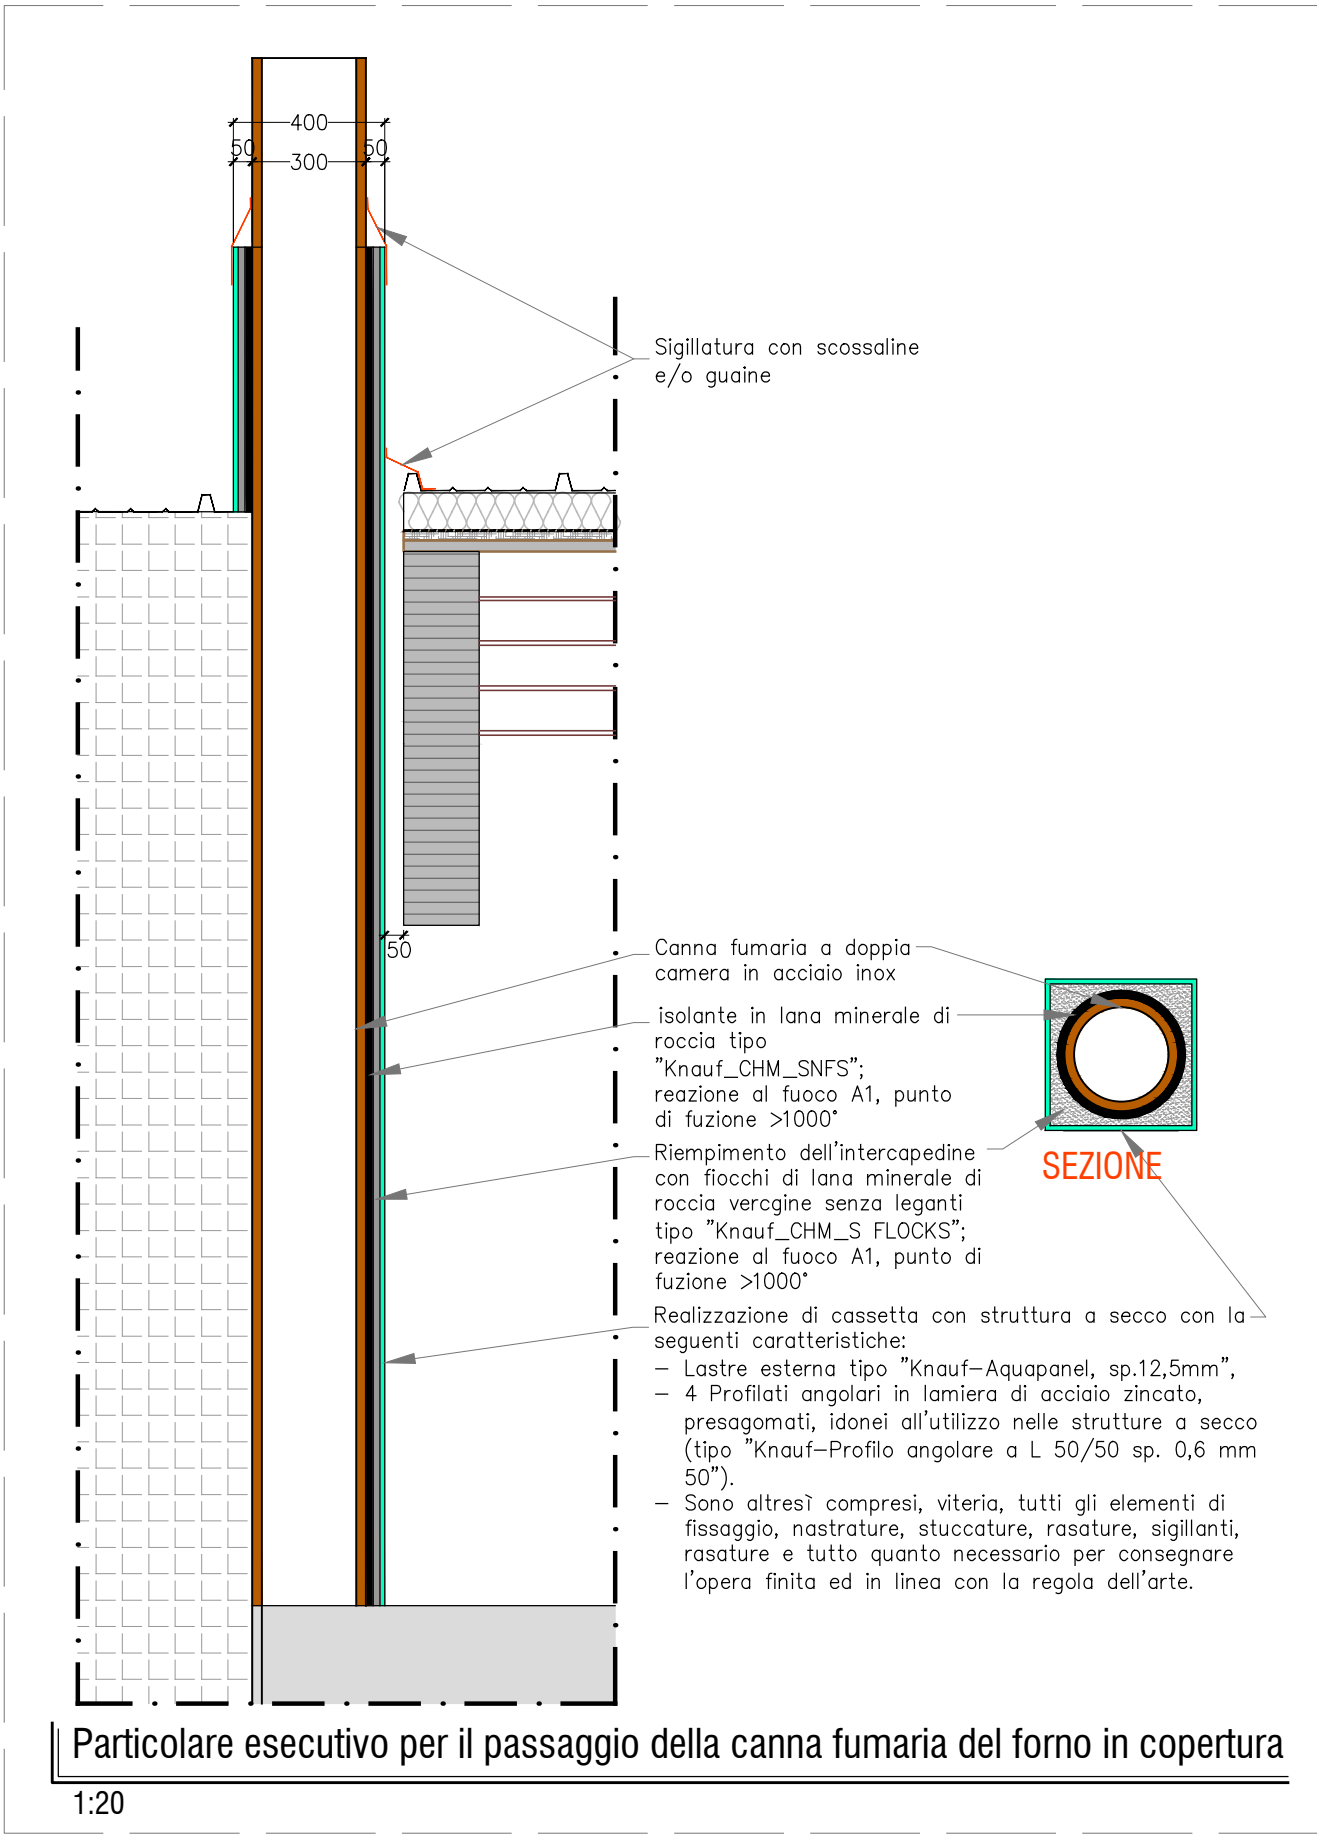 400
50
50
300
Sigillatura con scossaline
e/o guaine
50
Canna fumaria a doppia
camera in acciaio inox
isolante in lana minerale di
roccia tipo
"Knauf_CHM_SNFS";
reazione al fuoco A1, punto
di fuzione >1000°
Riempimento dell'intercapedine
con fiocchi di lana minerale di
roccia vercgine senza leganti
tipo "Knauf_CHM_S FLOCKS";
reazione al fuoco A1, punto di
fuzione >1000°
SEZIONE
Realizzazione di cassetta con struttura a secco con la
seguenti caratteristiche:
– Lastre esterna tipo "Knauf–Aquapanel, sp.12,5mm",
– 4 Profilati angolari in lamiera di acciaio zincato,
presagomati, idonei all'utilizzo nelle strutture a secco
(tipo "Knauf–Profilo angolare a L 50/50 sp. 0,6 mm
50").
– Sono altresì compresi, viteria, tutti gli elementi di
fissaggio, nastrature, stuccature, rasature, sigillanti,
rasature e tutto quanto necessario per consegnare
l'opera finita ed in linea con la regola dell'arte.
Particolare esecutivo per il passaggio della canna fumaria del forno in copertura
1:20